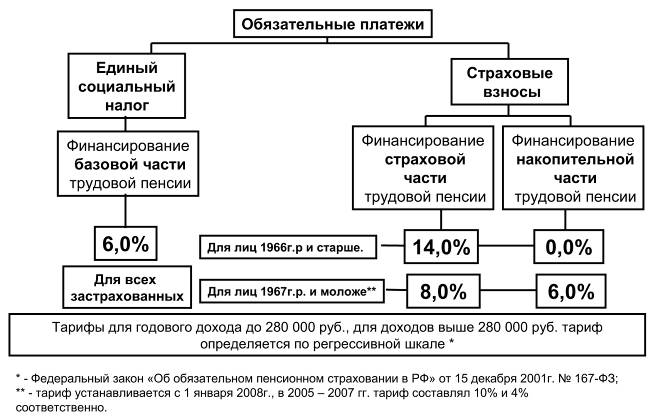 Обязательные платежи
Единый
социальный
налог
Страховые
взносы
Финансирование
базовой части
трудовой пенсии
Финансирование
страховой
части
трудовой пенсии
Финансирование
накопительной
части
трудовой пенсии
6,0%
Для лиц 1966г.р и старше.
14,0%
0,0%
Для всех
застрахованных
Для лиц 1967г.р. и моложе**
8,0%
6,0%
Тарифы для годового дохода до 280 000 руб., для доходов выше 280 000 руб. тариф
определяется по регрессивной шкале *
* - Федеральный закон «Об обязательном пенсионном страховании в РФ» от 15 декабря 2001г. № 167-ФЗ;
** - тариф устанавливается с 1 января 2008г., в 2005 – 2007 гг. тариф составлял 10% и 4%
соответственно.